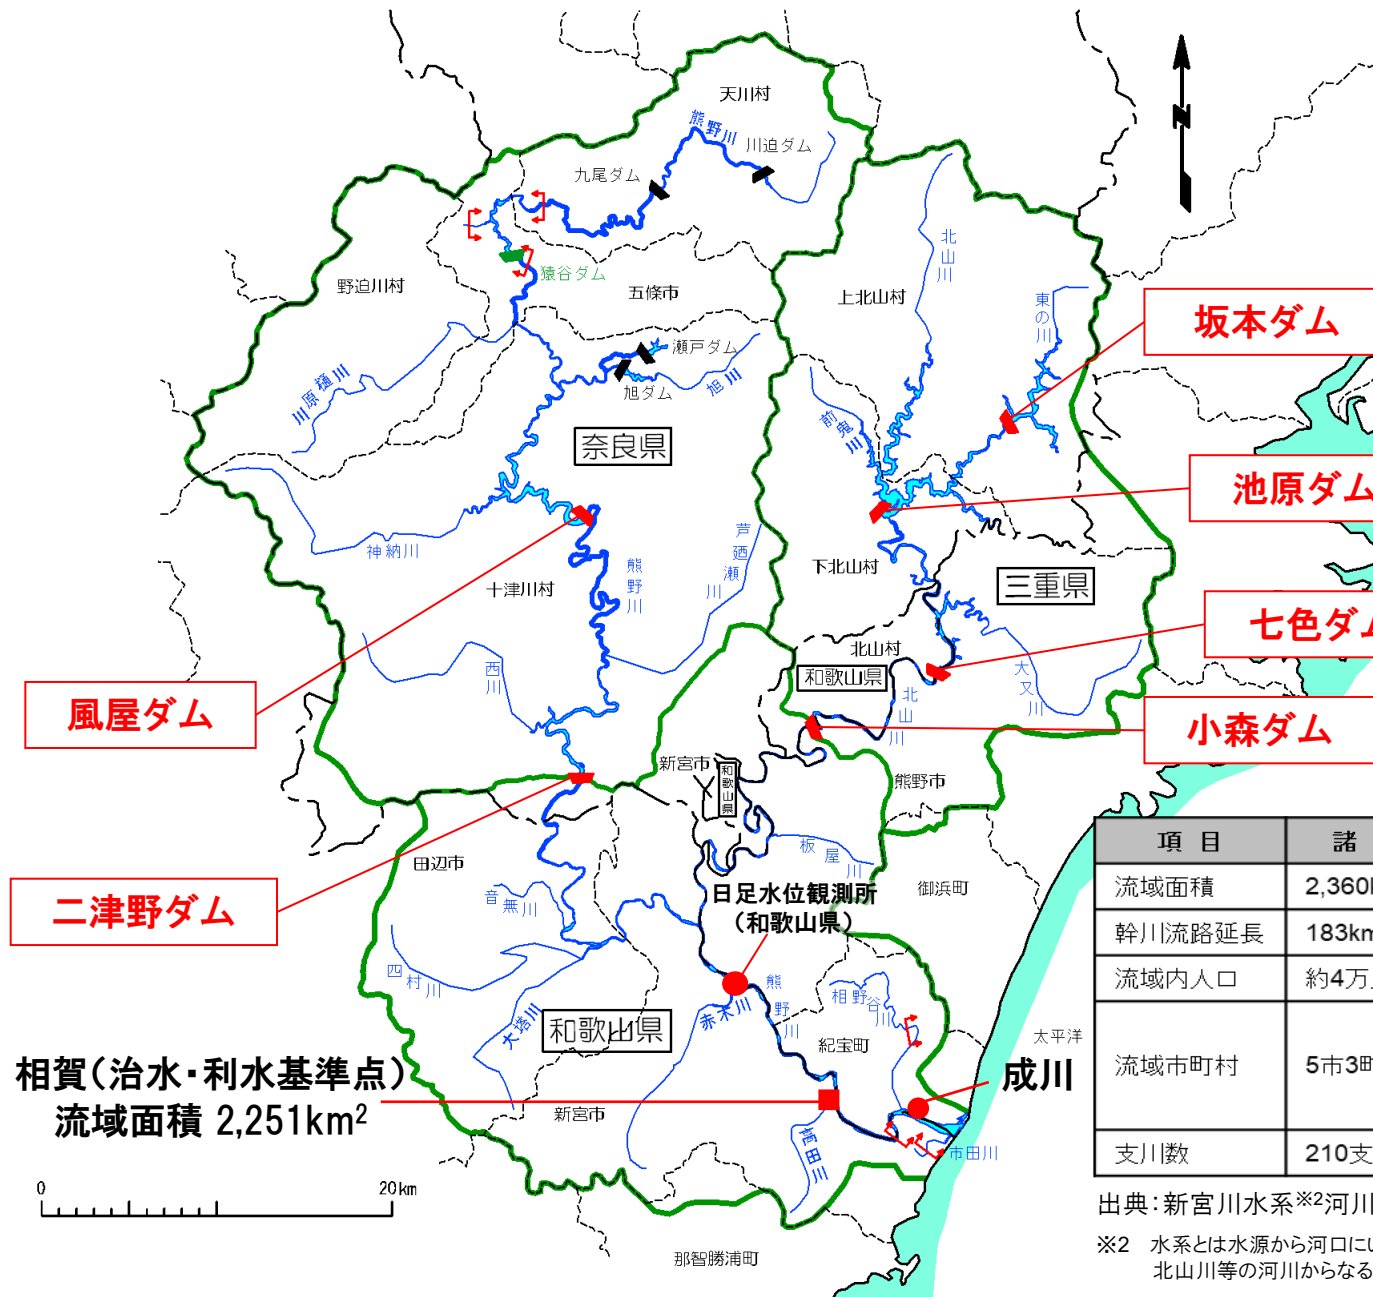 天川村
熊野川
川迫ダム
九尾ダム
N
北山川
東の川
猿谷ダム
野迫川村
五條市
上北山村
坂本ダム
瀬戸ダム
旭ダム
旭川
川原樋川
前鬼川
奈良県
池原ダム
神納川
芦廼瀬川
熊野川
十津川村
下北山村
三重県
七色ダム
北山村
和歌山県
大又川
北山川
西川
風屋ダム
小森ダム
新宮市
和歌山県
熊野市
項目
諸
流域面積
2,360
幹川流路延長
183km
流域内人口
約4万
流域市町村
5市3町
支川数
210支
板屋川
御浜町
田辺市
音無川
二津野ダム
日足水位観測所
(和歌山県)
四村川
大塔川
赤木川
熊野川
相野谷川
紀宝町
太平洋
和歌山県
成川
相賀(治水・利水基準点)
流域面積 2,251km²
新宮市
市田川
0
20km
那智勝浦町
出典:新宮川水系※2河川
※2 水系とは水源から河口に
北山川等の河川からなる